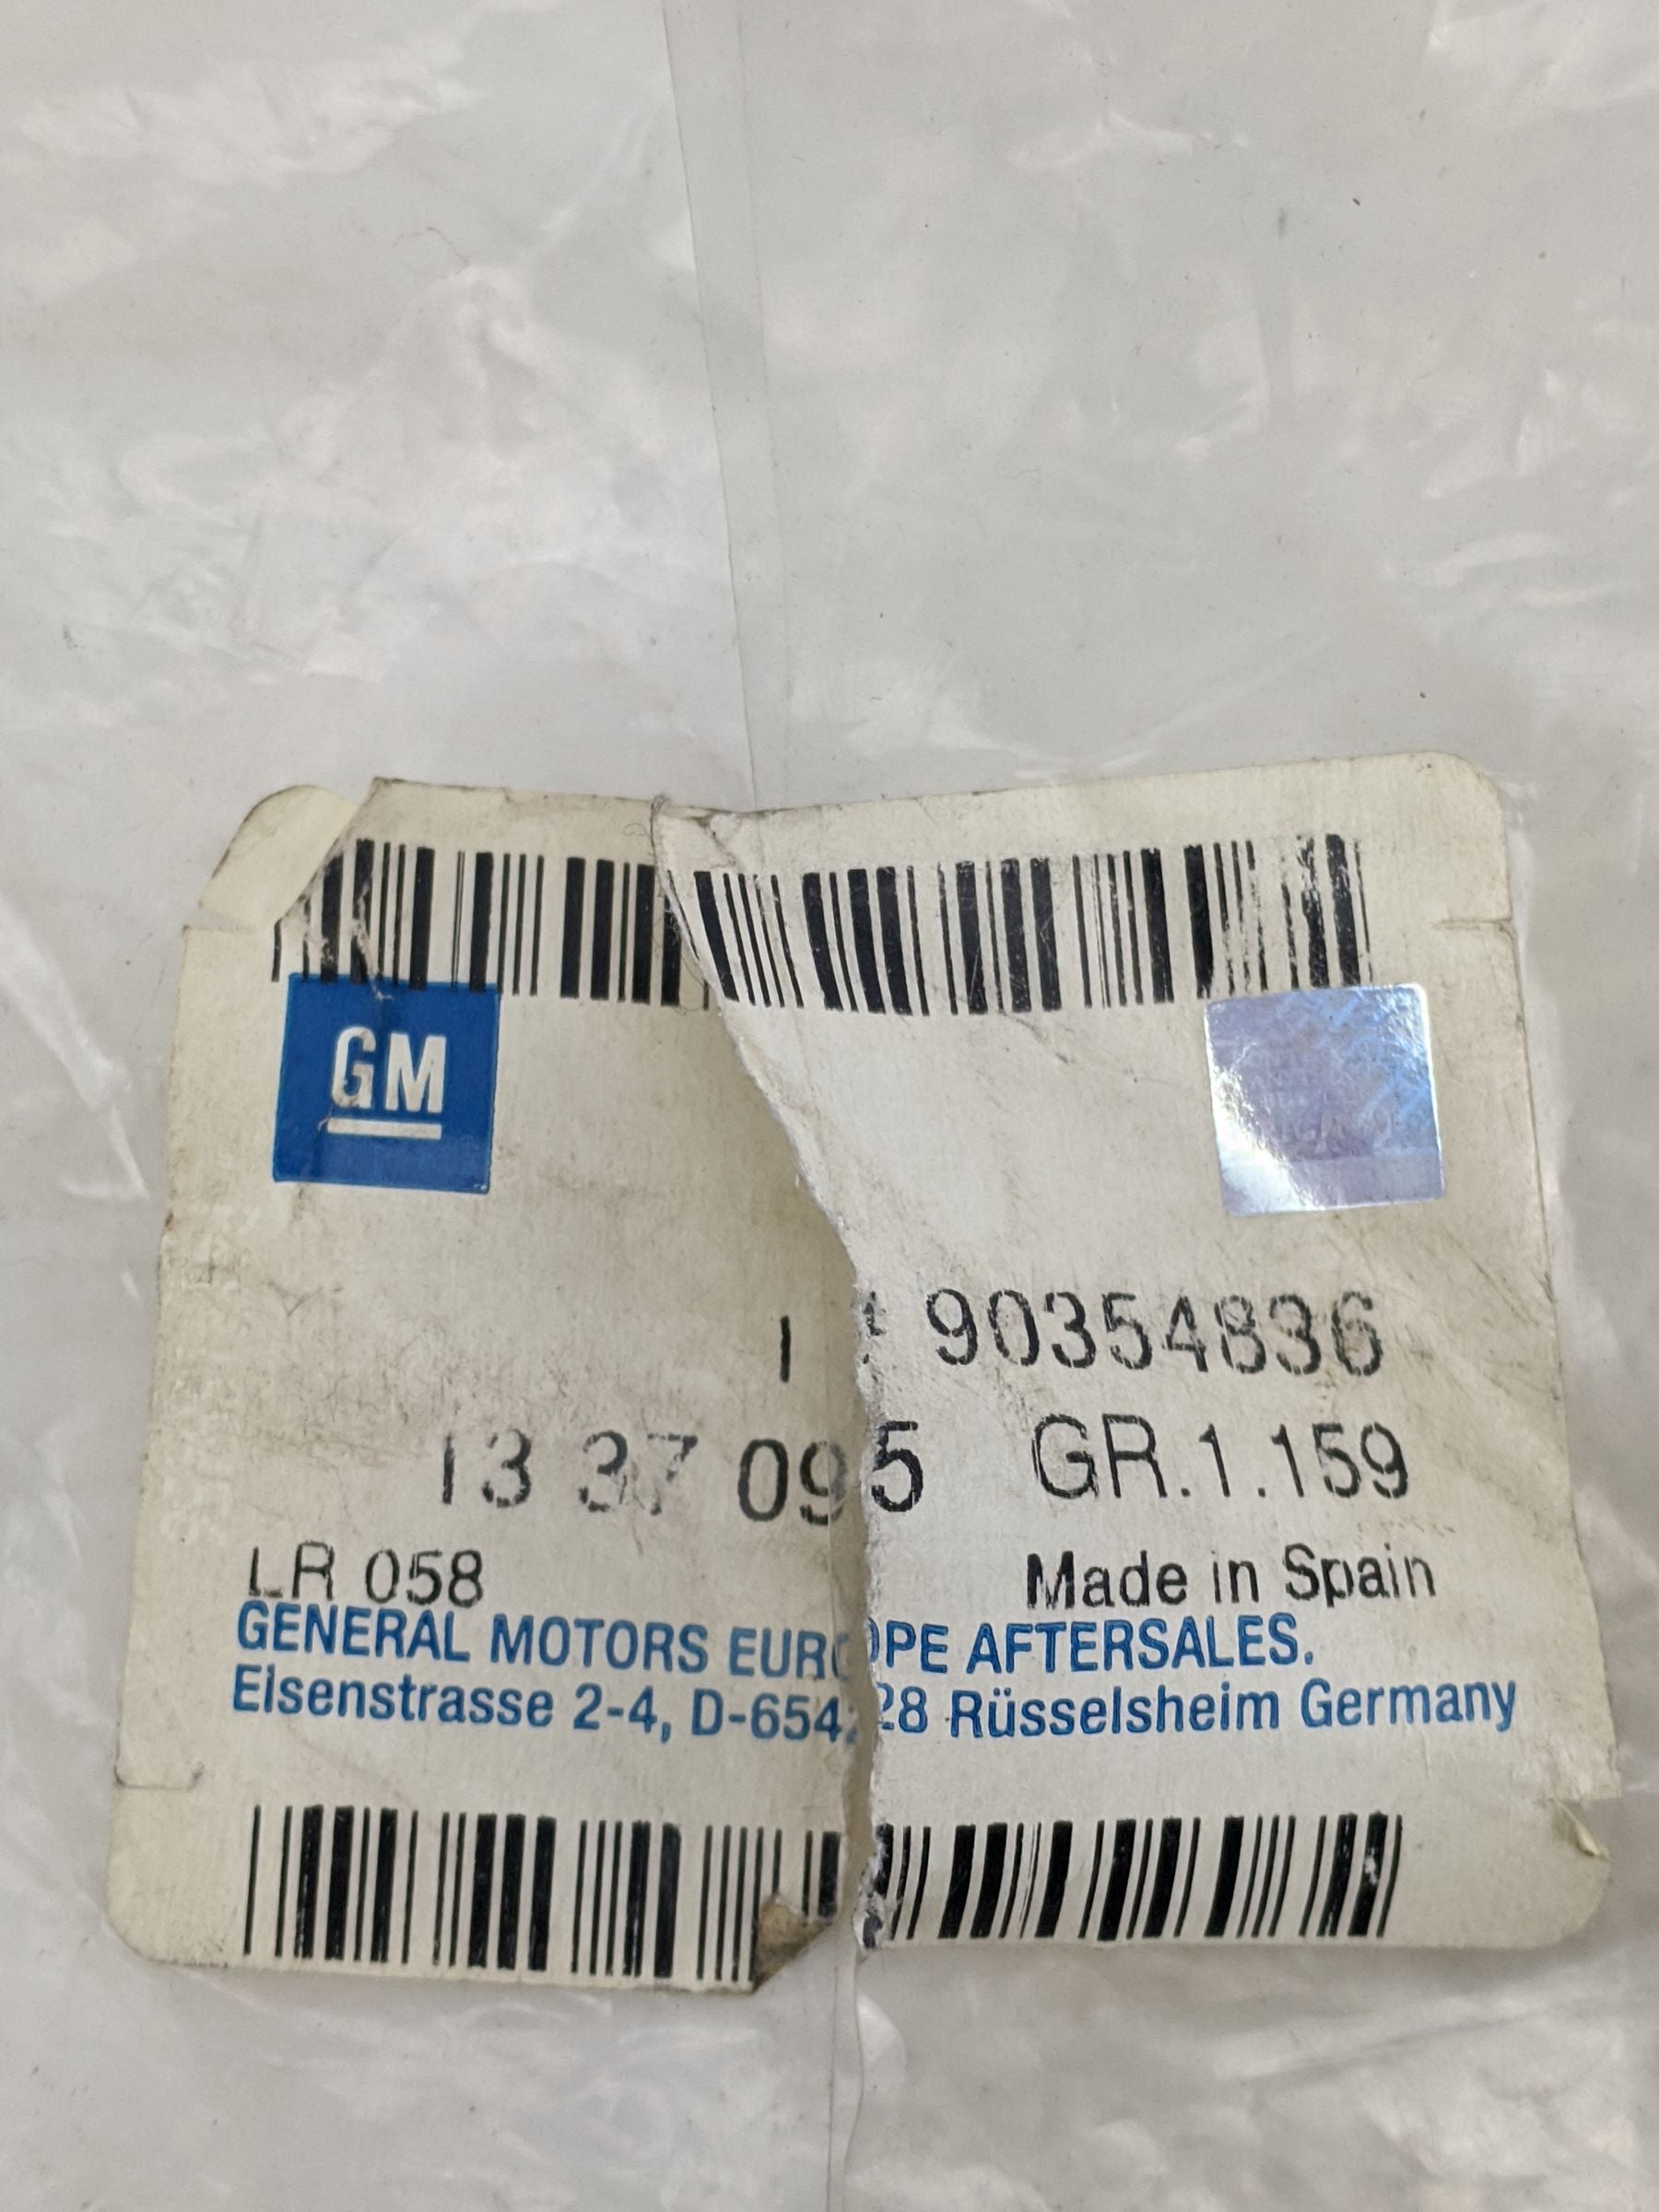 GM
1 90354836
13 37 095 GR.1.159
LR 058 Made in Spain
GENERAL MOTORS EUROPE AFTERSALES.
Eisenstrasse 2-4, D-65428 Rüsselsheim Germany